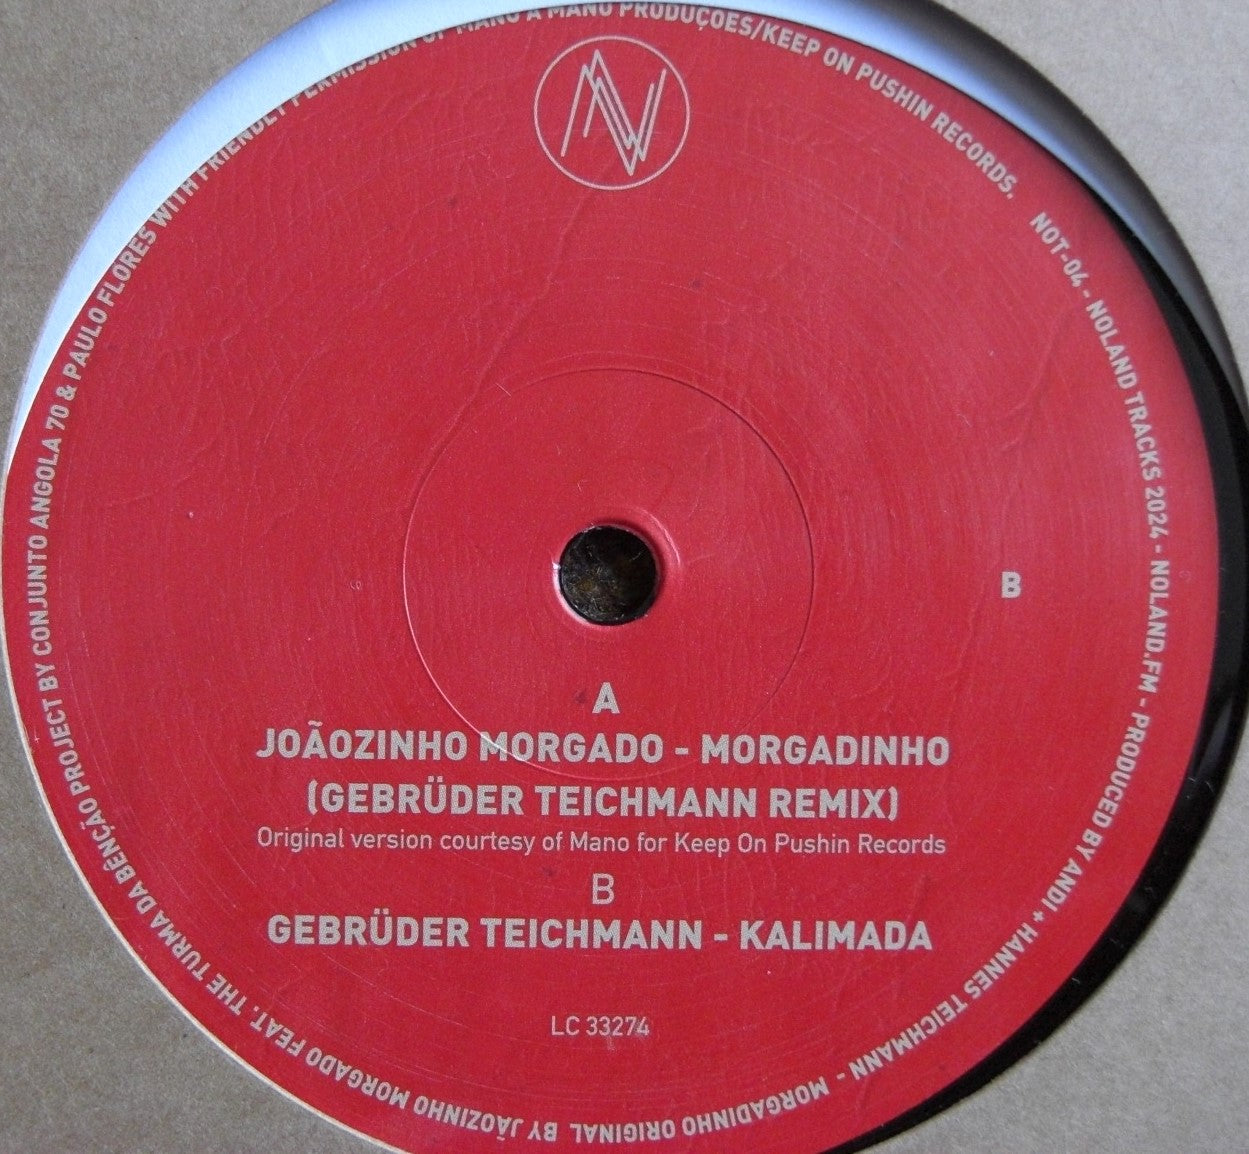 NOT-04 - NOLAND TRACKS 2024 - NOLAND.FM - PRODUCED BY ANDI + HANNES TEICHMANN - MORGADINHO ORIGINAL BY JÃOZINHO MORGADO FEAT. THE TURMA DA BÊNÇÃO PROJECT BY CONJUNTO ANGOLA 70 & PAULO FLORES WITH FRIENDLY PERMISSION OF MANO A MANO PRODUÇÕES/KEEP ON PUSHIN RECORDS.
B
A
JOÃOZINHO MORGADO - MORGADINHO
(GEBRÜDER TEICHMANN REMIX)
Original version courtesy of Mano for Keep On Pushin Records
B
GEBRÜDER TEICHMANN - KALIMADA
LC 33274